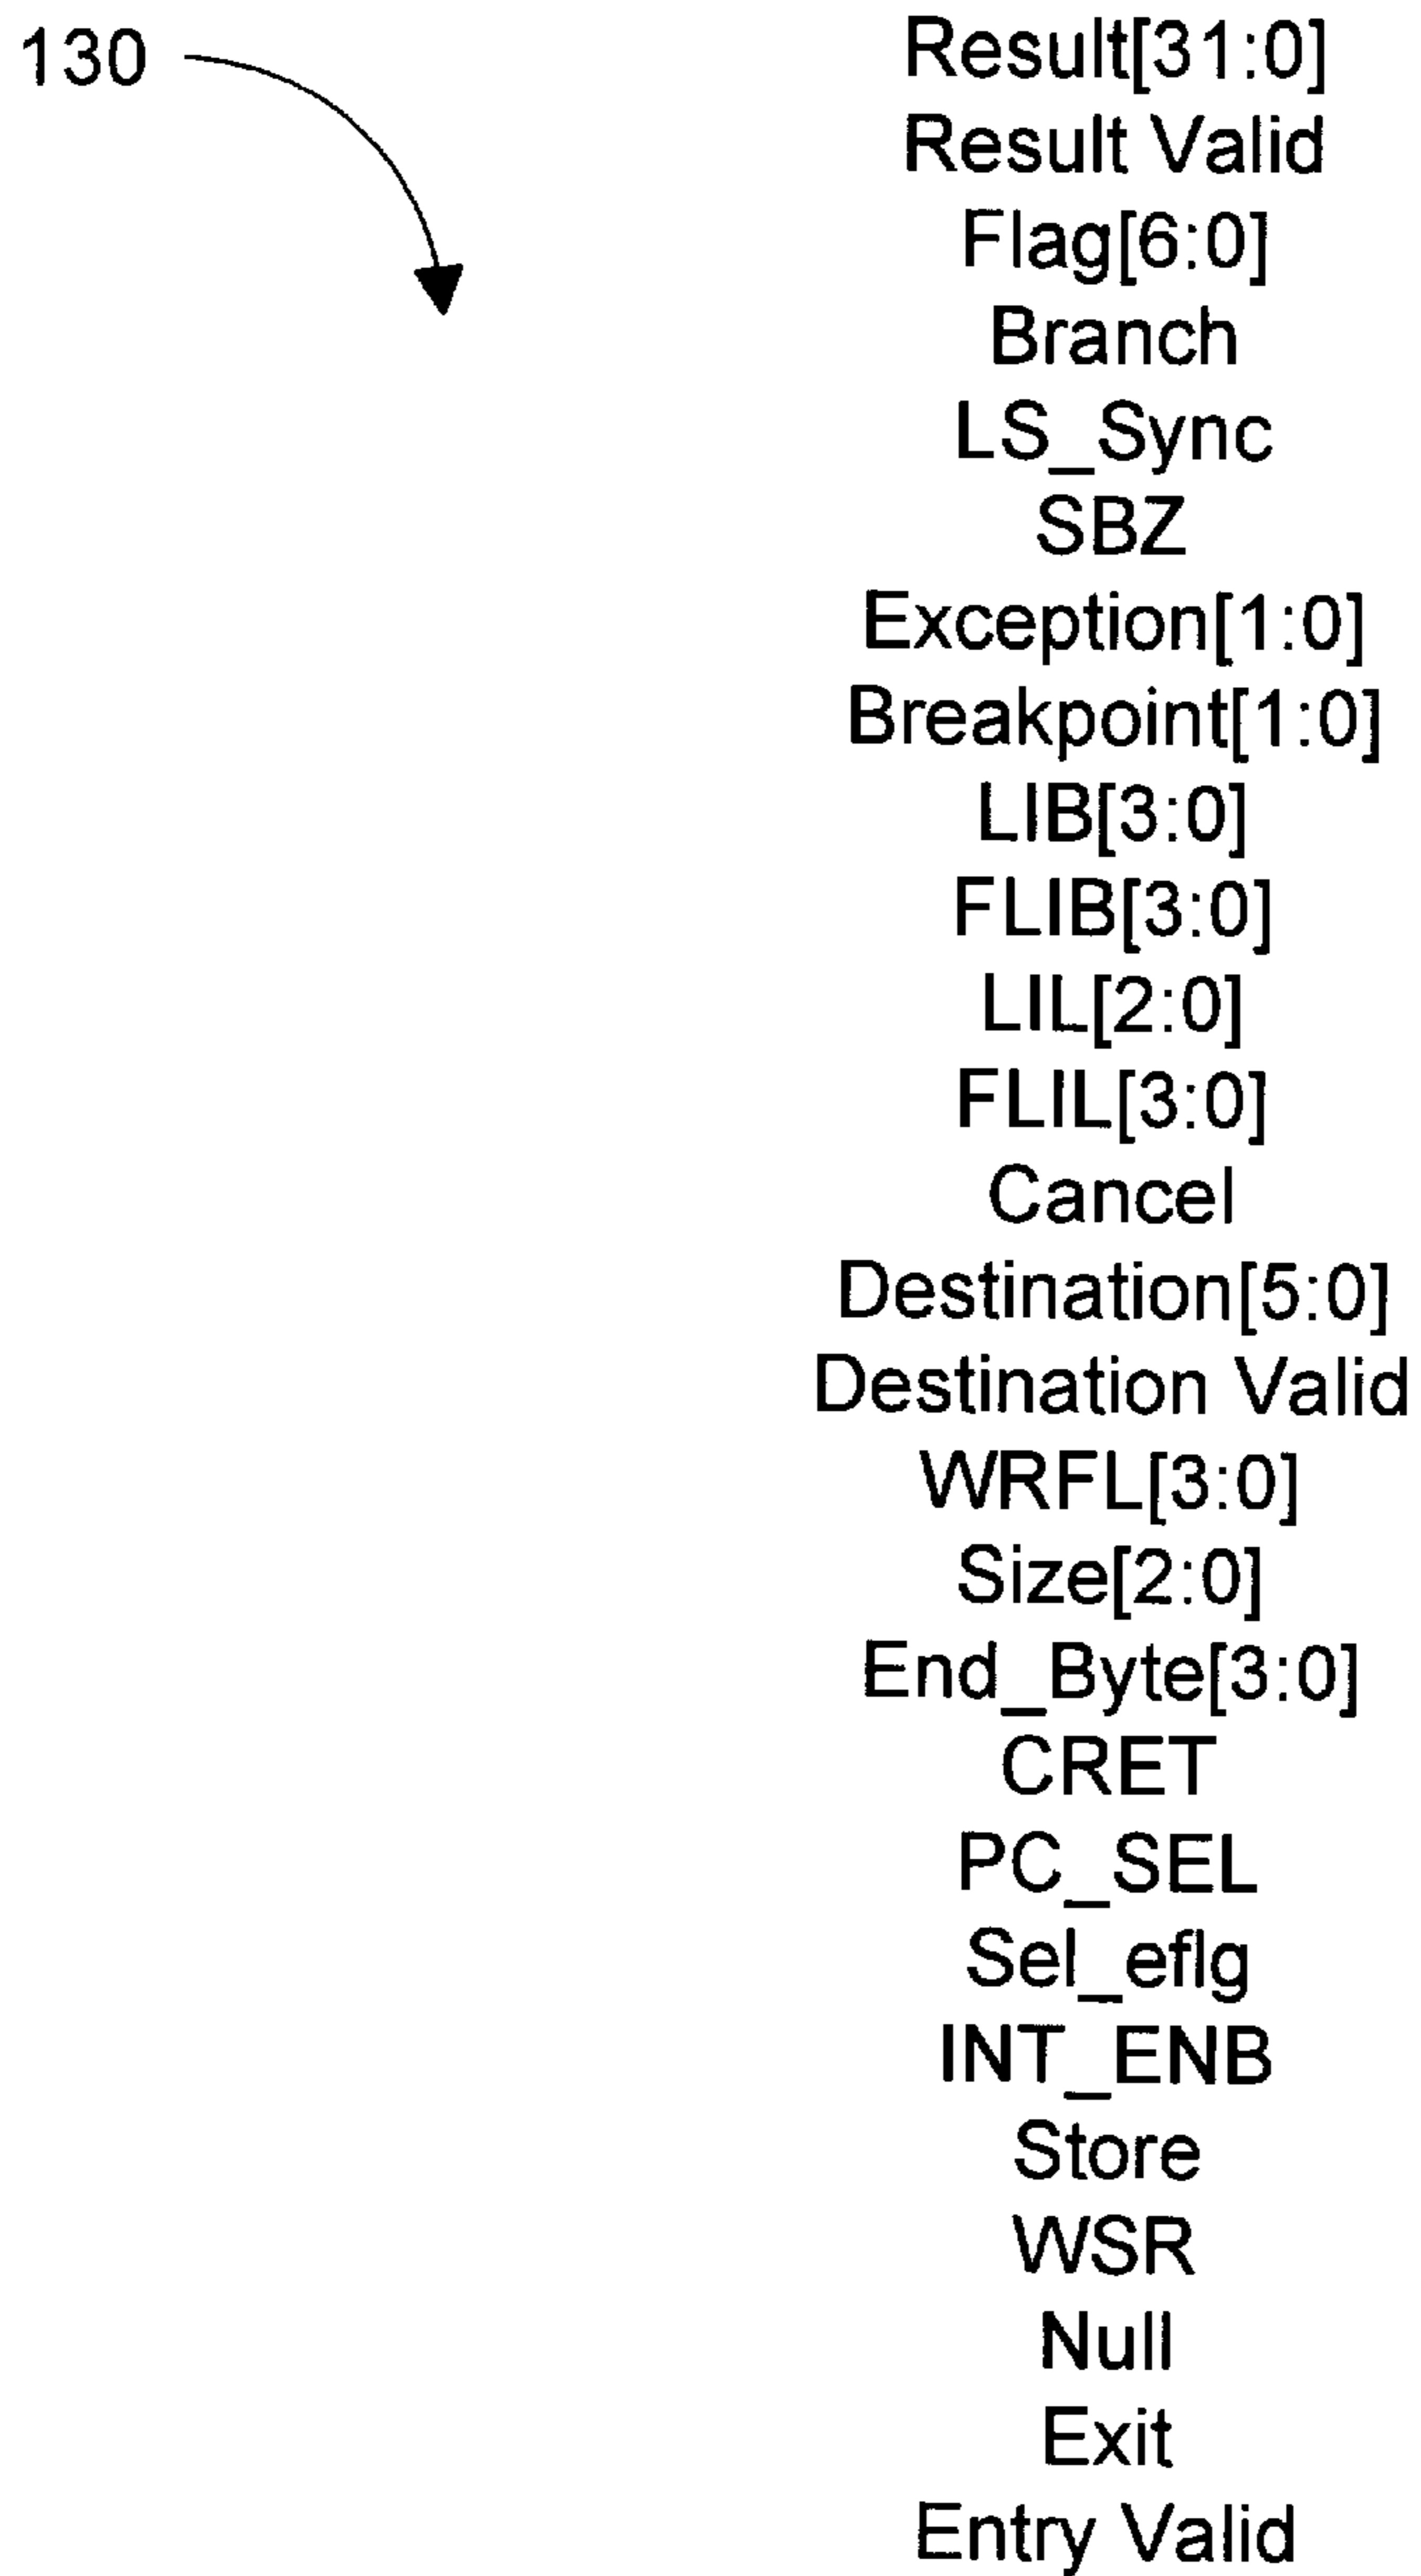 130
Result[31:0]
Result Valid
Flag[6:0]
Branch
LS_Sync
SBZ
Exception[1:0]
Breakpoint[1:0]
LIB[3:0]
FLIB[3:0]
LIL[2:0]
FLIL[3:0]
Cancel
Destination[5:0]
Destination Valid
WRFL[3:0]
Size[2:0]
End_Byte[3:0]
CRET
PC_SEL
Sel_eflg
INT_ENB
Store
WSR
Null
Exit
Entry Valid